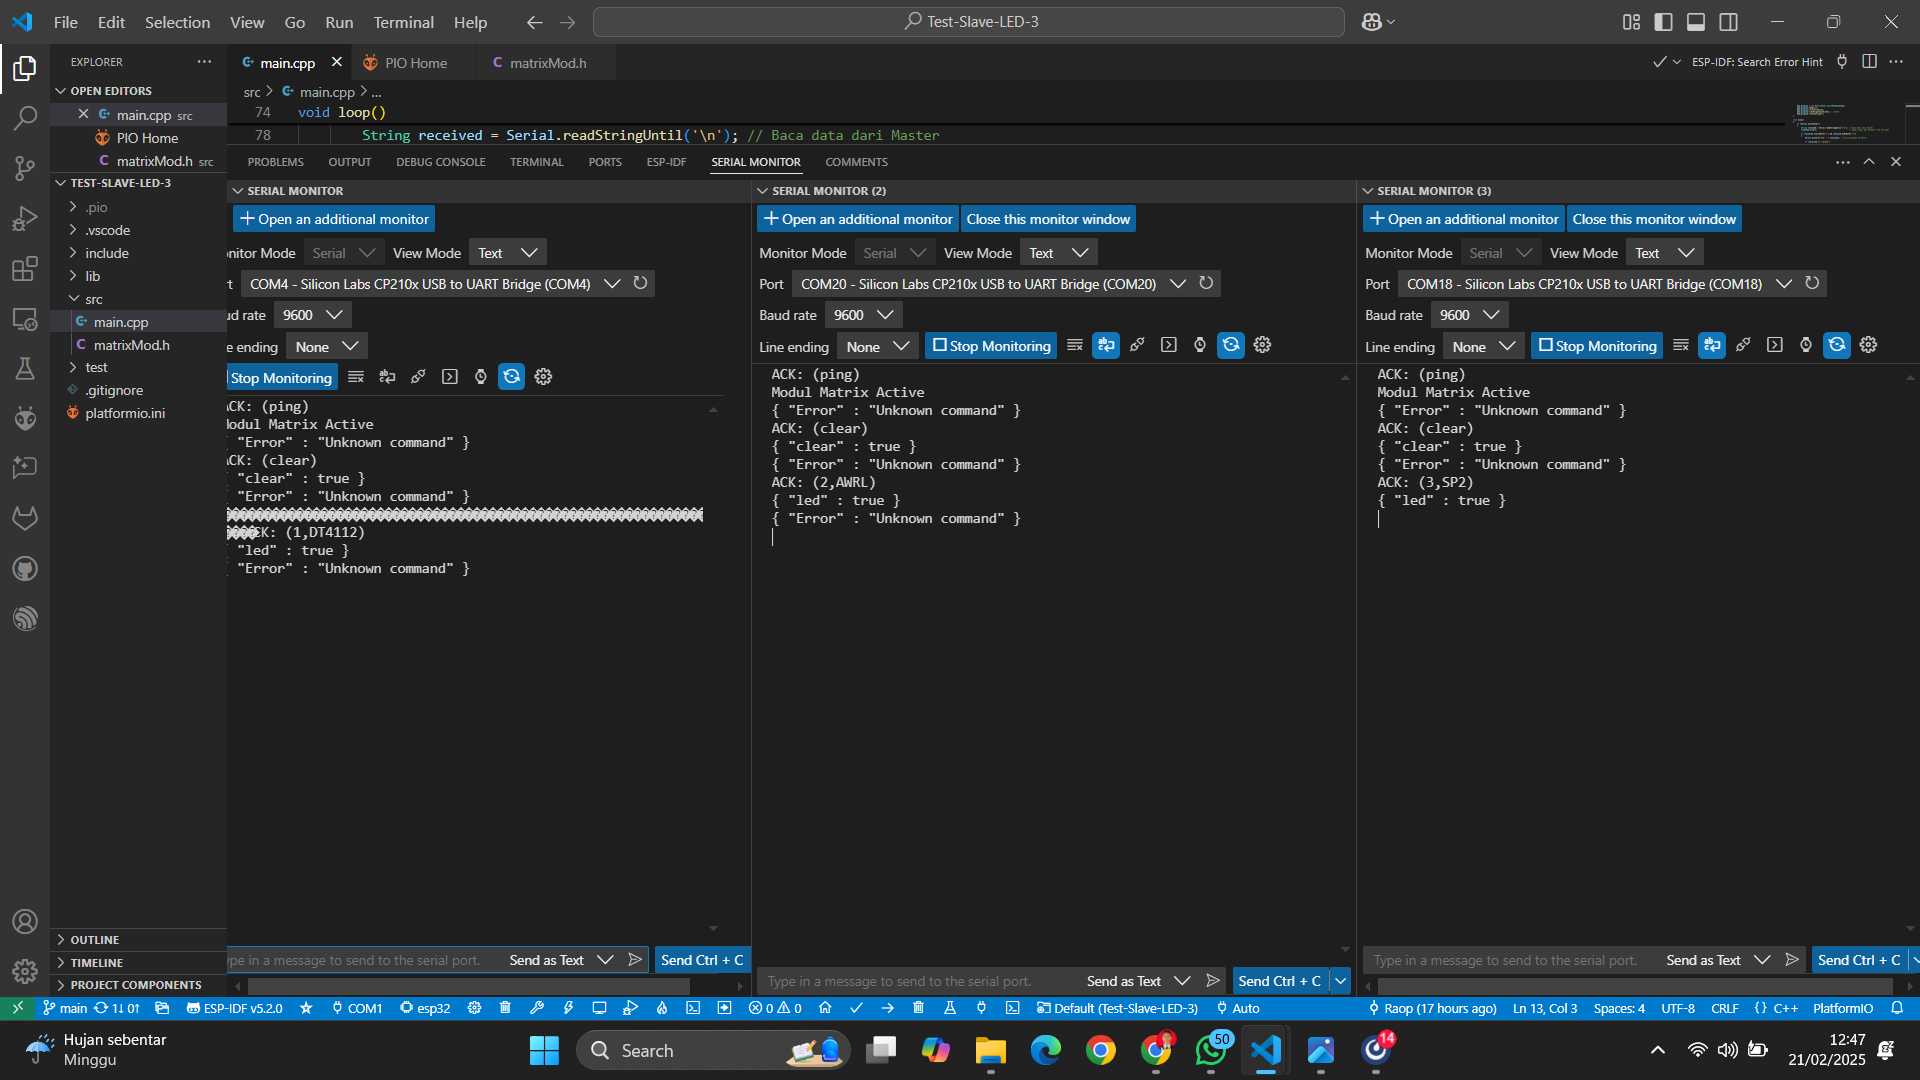 File Edit Selection View Go Run Terminal Help
Test-Slave-LED-3
EXPLORER
main.cpp
PIO Home
matrixMod.h
ESP-IDF: Search Error Hint
OPEN EDITORS
main.cpp src
PIO Home
matrixMod.h src
TEST-SLAVE-LED-3
.pio
.vscode
include
lib
src
main.cpp
matrixMod.h
test
.gitignore
platformio.ini
OUTLINE
TIMELINE
PROJECT COMPONENTS
src > main.cpp > ...
74 void loop()
78 String received = Serial.readStringUntil('\n'); // Baca data dari Master
PROBLEMS OUTPUT DEBUG CONSOLE TERMINAL PORTS ESP-IDF SERIAL MONITOR COMMENTS
SERIAL MONITOR
Open an additional monitor
onitor Mode Serial View Mode Text
t COM4 - Silicon Labs CP210x USB to UART Bridge (COM4)
ud rate 9600
e ending None
Stop Monitoring
ACK: (ping)
Modul Matrix Active
{ "Error" : "Unknown command" }
ACK: (clear)
{ "clear" : true }
{ "Error" : "Unknown command" }
CK: (1,DT4112)
{ "led" : true }
{ "Error" : "Unknown command" }
ype in a message to send to the serial port. Send as Text Send Ctrl + C
SERIAL MONITOR (2)
Open an additional monitor Close this monitor window
Monitor Mode Serial View Mode Text
Port COM20 - Silicon Labs CP210x USB to UART Bridge (COM20)
Baud rate 9600
Line ending None Stop Monitoring
ACK: (ping)
Modul Matrix Active
{ "Error" : "Unknown command" }
ACK: (clear)
{ "clear" : true }
{ "Error" : "Unknown command" }
ACK: (2,AWRL)
{ "led" : true }
{ "Error" : "Unknown command" }
Type in a message to send to the serial port. Send as Text Send Ctrl + C
SERIAL MONITOR (3)
Open an additional monitor Close this monitor window
Monitor Mode Serial View Mode Text
Port COM18 - Silicon Labs CP210x USB to UART Bridge (COM18)
Baud rate 9600
Line ending None Stop Monitoring
ACK: (ping)
Modul Matrix Active
{ "Error" : "Unknown command" }
ACK: (clear)
{ "clear" : true }
{ "Error" : "Unknown command" }
ACK: (3,SP2)
{ "led" : true }
Type in a message to send to the serial port. Send as Text Send Ctrl + C
main 1↓ 0↑ ESP-IDF v5.2.0 COM1 esp32 0 0 Default (Test-Slave-LED-3) Auto Raop (17 hours ago) Ln 13, Col 3 Spaces: 4 UTF-8 CRLF {} C++ PlatformIO
Hujan sebentar
Minggu
Search
50
14
12:47
21/02/2025